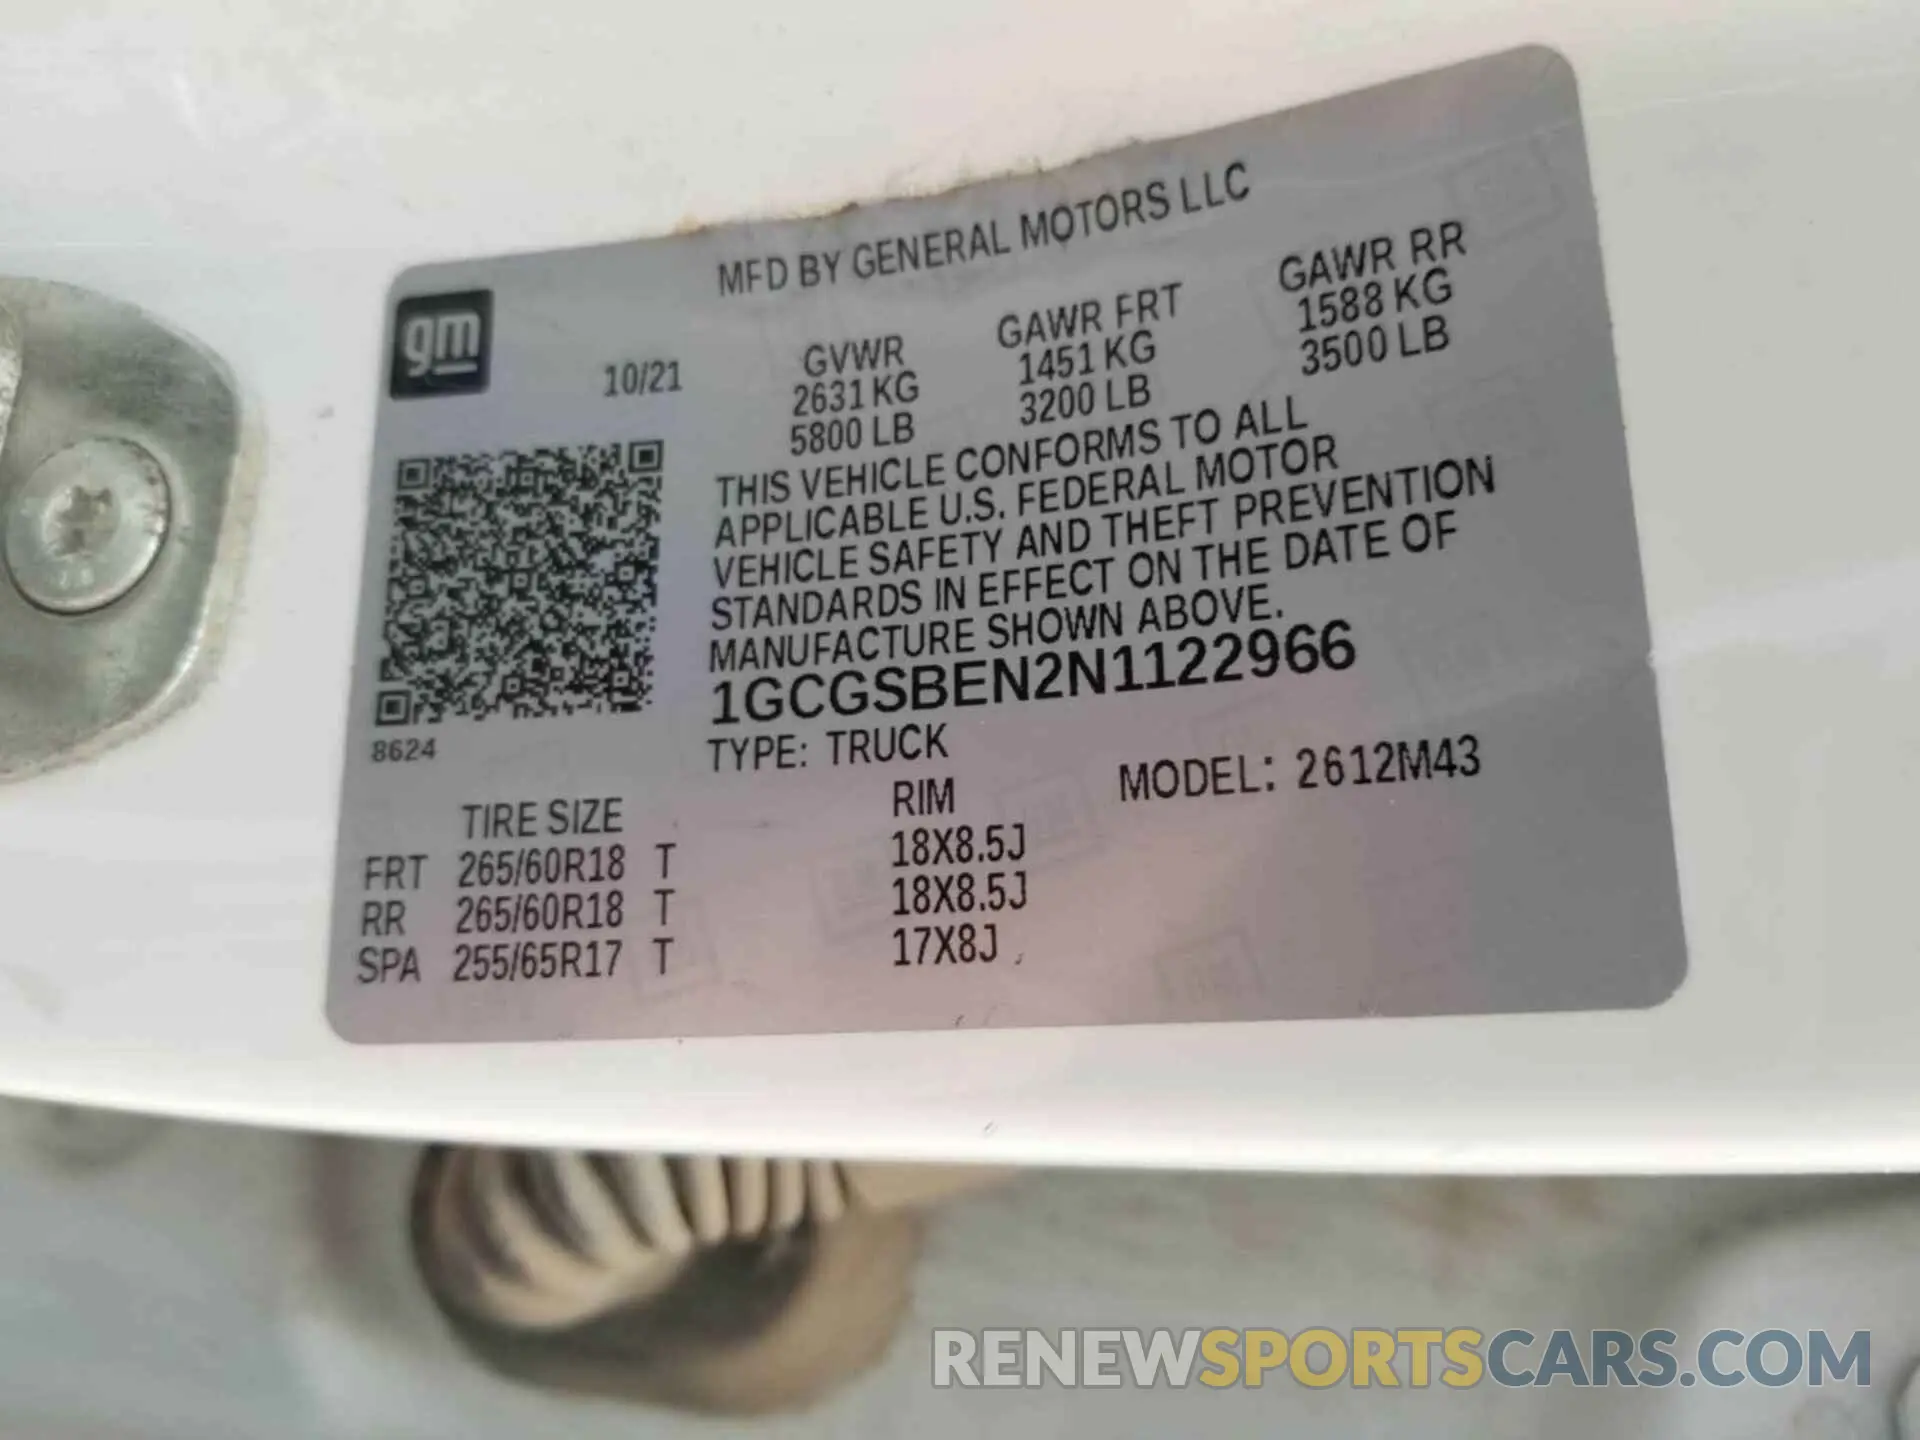 MFD BY GENERAL MOTORS LLC
gm
10/21
GVWR GAWR FRT GAWR RR
2631 KG 1451 KG 1588 KG
5800 LB 3200 LB 3500 LB
THIS VEHICLE CONFORMS TO ALL
APPLICABLE U.S. FEDERAL MOTOR
VEHICLE SAFETY AND THEFT PREVENTION
STANDARDS IN EFFECT ON THE DATE OF
MANUFACTURE SHOWN ABOVE.
1GCGSBEN2N1122966
8624
TYPE: TRUCK MODEL: 2612M43
TIRE SIZE RIM
FRT 265/60R18 T 18X8.5J
RR 265/60R18 T 18X8.5J
SPA 255/65R17 T 17X8J
RENEWSPORTSCARS.COM